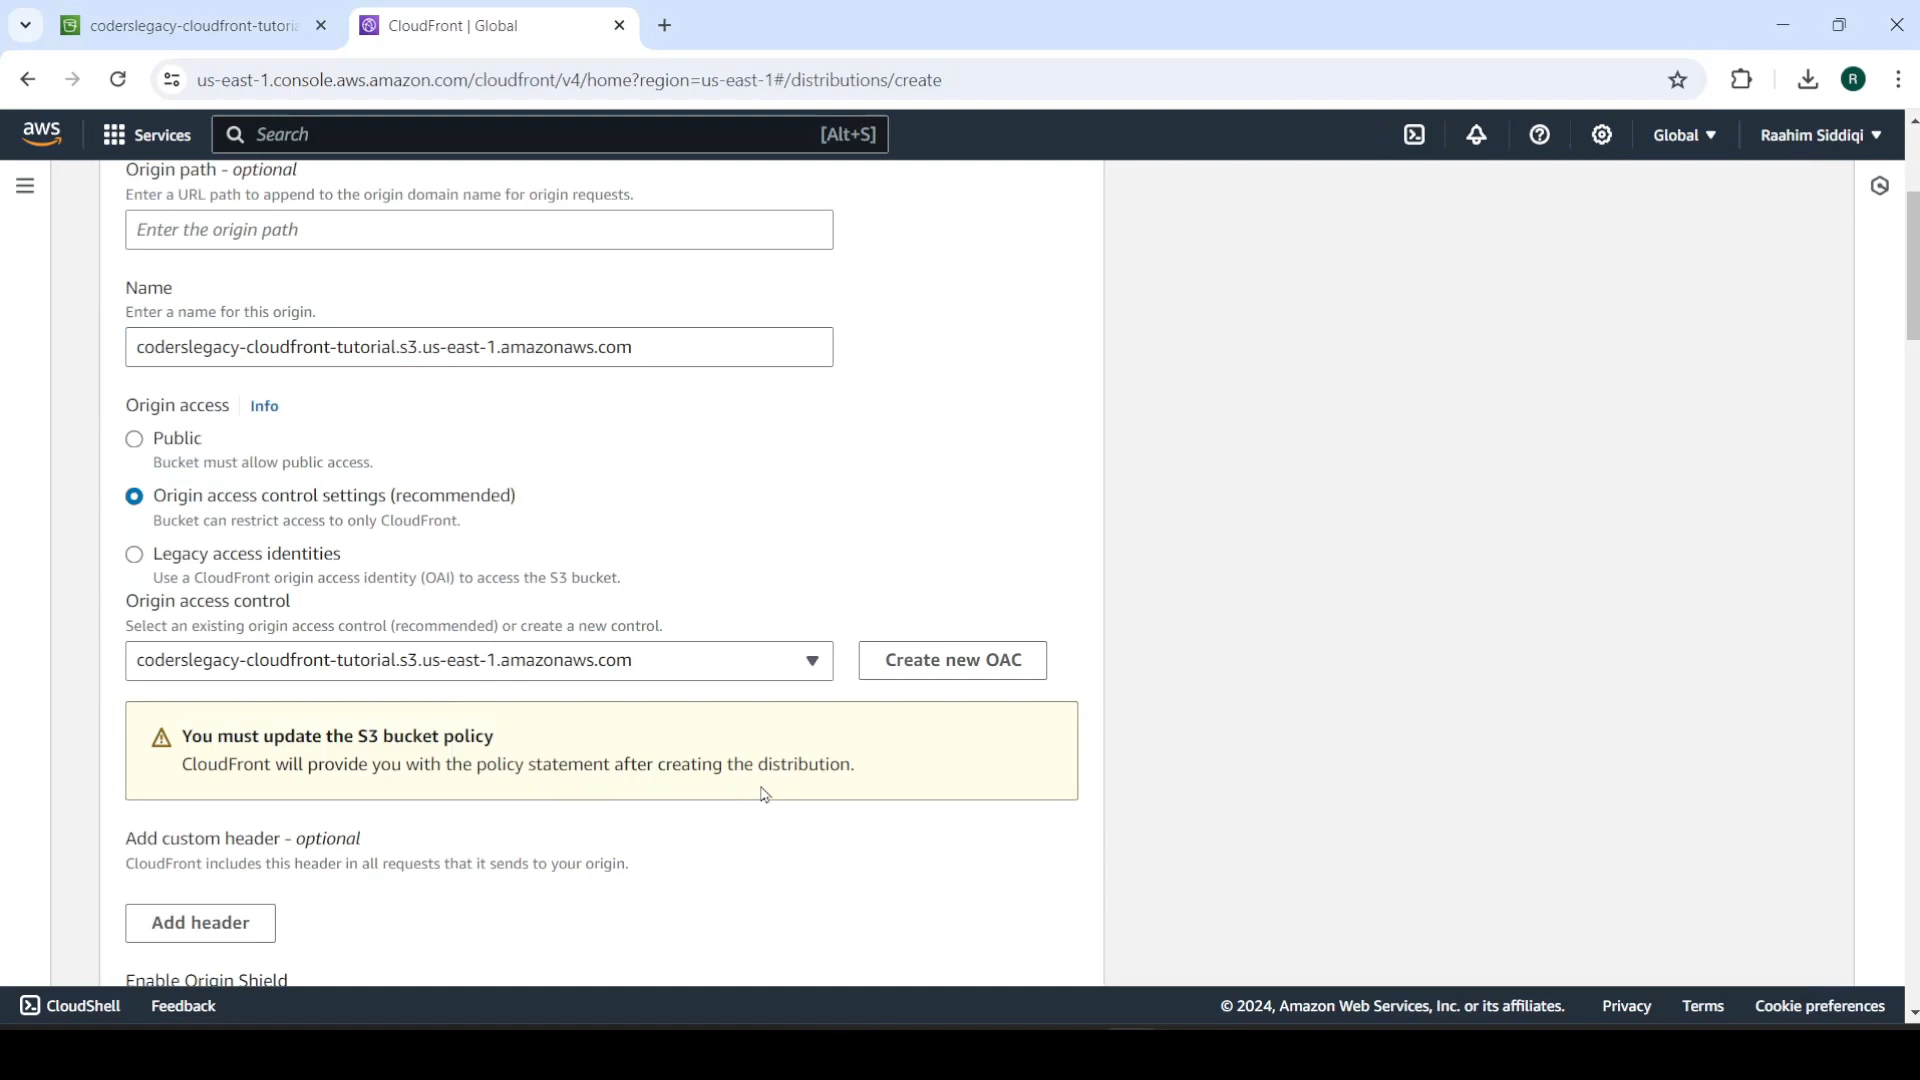 coderslegacy-cloudfront-tutoria
CloudFront | Global
us-east-1.console.aws.amazon.com/cloudfront/v4/home?region=us-east-1#/distributions/create
R
aws
Services
Search
[Alt+S]
Global
Raahim Siddiqi
Origin path - optional
Enter a URL path to append to the origin domain name for origin requests.
Enter the origin path
Name
Enter a name for this origin.
coderslegacy-cloudfront-tutorial.s3.us-east-1.amazonaws.com
Origin access
Info
Public
Bucket must allow public access.
Origin access control settings (recommended)
Bucket can restrict access to only CloudFront.
Legacy access identities
Use a CloudFront origin access identity (OAI) to access the S3 bucket.
Origin access control
Select an existing origin access control (recommended) or create a new control.
coderslegacy-cloudfront-tutorial.s3.us-east-1.amazonaws.com
Create new OAC
You must update the S3 bucket policy
CloudFront will provide you with the policy statement after creating the distribution.
Add custom header - optional
CloudFront includes this header in all requests that it sends to your origin.
Add header
Enable Origin Shield
CloudShell
Feedback
© 2024, Amazon Web Services, Inc. or its affiliates.
Privacy
Terms
Cookie preferences